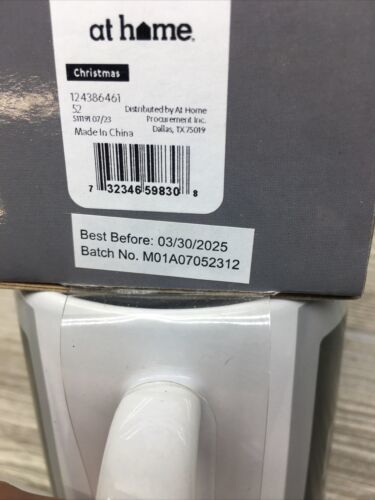 at home.
Christmas
124386461
52 Distributed by At Home
S11191 07/23 Procurement Inc.
Made In China Dallas, TX 75019
7 32346 59830 8
Best Before: 03/30/2025
Batch No. M01A07052312